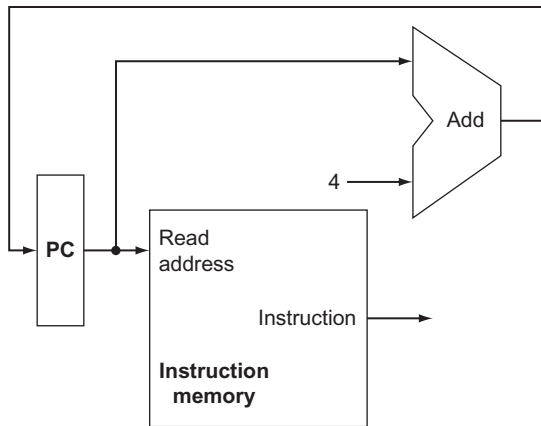 Add
4
PC
Read
address
Instruction
Instruction
memory